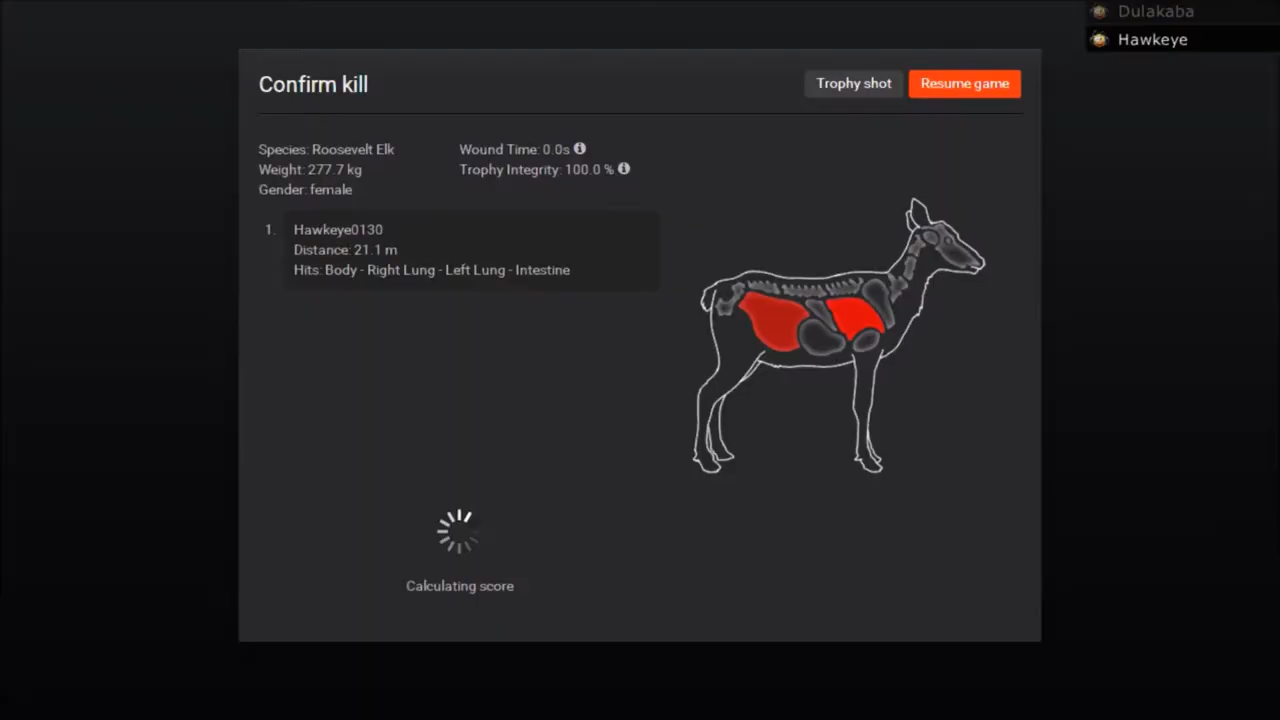 Dulakaba
Hawkeye
Confirm kill
Trophy shot
Resume game
Species: Roosevelt Elk
Weight: 277.7 kg
Gender: female
Wound Time: 0.0s
Trophy Integrity: 100.0 %
1.
Hawkeye0130
Distance: 21.1 m
Hits: Body - Right Lung - Left Lung - Intestine
Calculating score